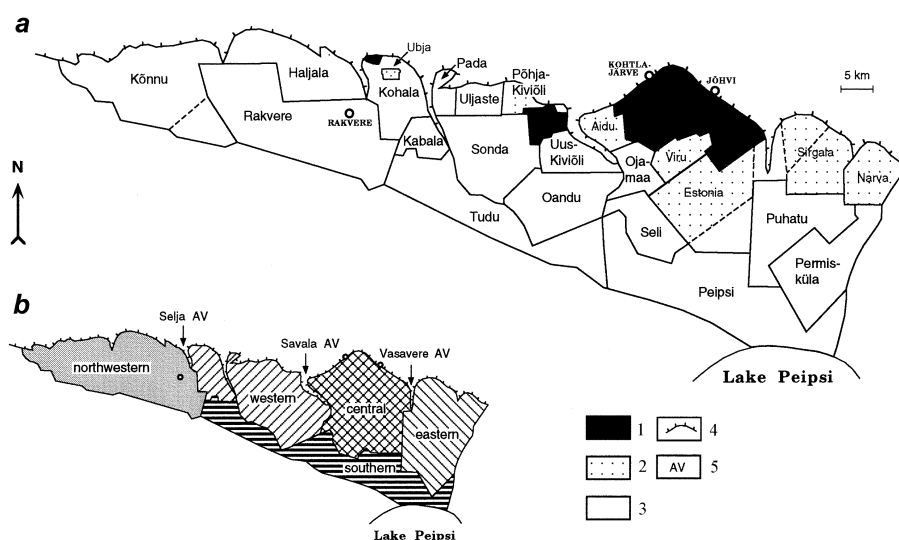 a
Ubja
Pada
Põhja-
Kiviõli
KOHTLA-
JÄRVE
JÕHVI
5 km
Kõnnu
Haljala
Kohala
Uljaste
Rakvere
RAKVERE
Kabala
Sonda
Uus-
Kiviõli
Aidu
Oja-
maa
Viru
Sirgala
Narva
Estonia
N
Tudu
Oandu
Seli
Puhatu
Permis-
küla
Peipsi
Lake Peipsi
b
Selja AV
Savala AV
Vasavere AV
northwestern
western
central
eastern
southern
Lake Peipsi
1
4
2
AV 5
3